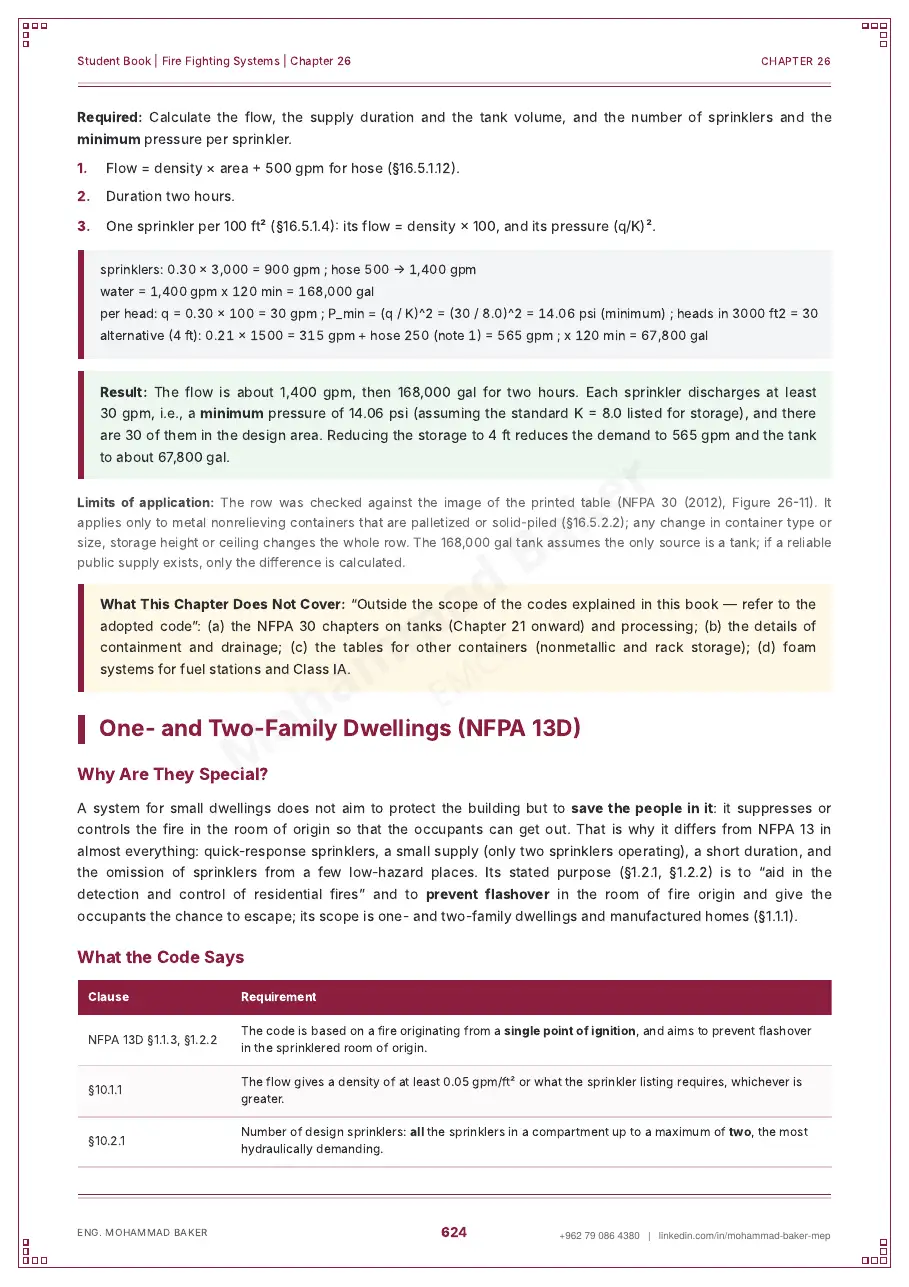 Student Book | Fire Fighting Systems | Chapter 26
CHAPTER 26
Required: Calculate the flow, the supply duration and the tank volume, and the number of sprinklers and the
minimum pressure per sprinkler.
1. Flow = density × area + 500 gpm for hose (§16.5.1.12).
2. Duration two hours.
3. One sprinkler per 100 ft² (§16.5.1.4): its flow = density × 100, and its pressure (q/K)².
sprinklers: 0.30 × 3,000 = 900 gpm ; hose 500 → 1,400 gpm
water = 1,400 gpm x 120 min = 168,000 gal
per head: q = 0.30 × 100 = 30 gpm ; P_min = (q / K)^2 = (30 / 8.0)^2 = 14.06 psi (minimum) ; heads in 3000 ft2 = 30
alternative (4 ft): 0.21 × 1500 = 315 gpm + hose 250 (note 1) = 565 gpm ; x 120 min = 67,800 gal
Result: The flow is about 1,400 gpm, then 168,000 gal for two hours. Each sprinkler discharges at least
30 gpm, i.e., a minimum pressure of 14.06 psi (assuming the standard K = 8.0 listed for storage), and there
are 30 of them in the design area. Reducing the storage to 4 ft reduces the demand to 565 gpm and the tank
to about 67,800 gal.
Limits of application: The row was checked against the image of the printed table (NFPA 30 (2012), Figure 26-11). It
applies only to metal nonrelieving containers that are palletized or solid-piled (§16.5.2.2); any change in container type or
size, storage height or ceiling changes the whole row. The 168,000 gal tank assumes the only source is a tank; if a reliable
public supply exists, only the difference is calculated.
What This Chapter Does Not Cover: “Outside the scope of the codes explained in this book — refer to the
adopted code”: (a) the NFPA 30 chapters on tanks (Chapter 21 onward) and processing; (b) the details of
containment and drainage; (c) the tables for other containers (nonmetallic and rack storage); (d) foam
systems for fuel stations and Class IA.
One- and Two-Family Dwellings (NFPA 13D)
Why Are They Special?
A system for small dwellings does not aim to protect the building but to save the people in it: it suppresses or
controls the fire in the room of origin so that the occupants can get out. That is why it differs from NFPA 13 in
almost everything: quick-response sprinklers, a small supply (only two sprinklers operating), a short duration, and
the omission of sprinklers from a few low-hazard places. Its stated purpose (§1.2.1, §1.2.2) is to “aid in the
detection and control of residential fires” and to prevent flashover in the room of fire origin and give the
occupants the chance to escape; its scope is one- and two-family dwellings and manufactured homes (§1.1.1).
What the Code Says
Clause Requirement
NFPA 13D §1.1.3, §1.2.2 The code is based on a fire originating from a single point of ignition, and aims to prevent flashover
in the sprinklered room of origin.
§10.1.1 The flow gives a density of at least 0.05 gpm/ft² or what the sprinkler listing requires, whichever is
greater.
§10.2.1 Number of design sprinklers: all the sprinklers in a compartment up to a maximum of two, the most
hydraulically demanding.
Mohammad Baker
ENG. MOHAMMAD BAKER
624
+962 79 086 4380 | linkedin.com/in/mohammad-baker-mep